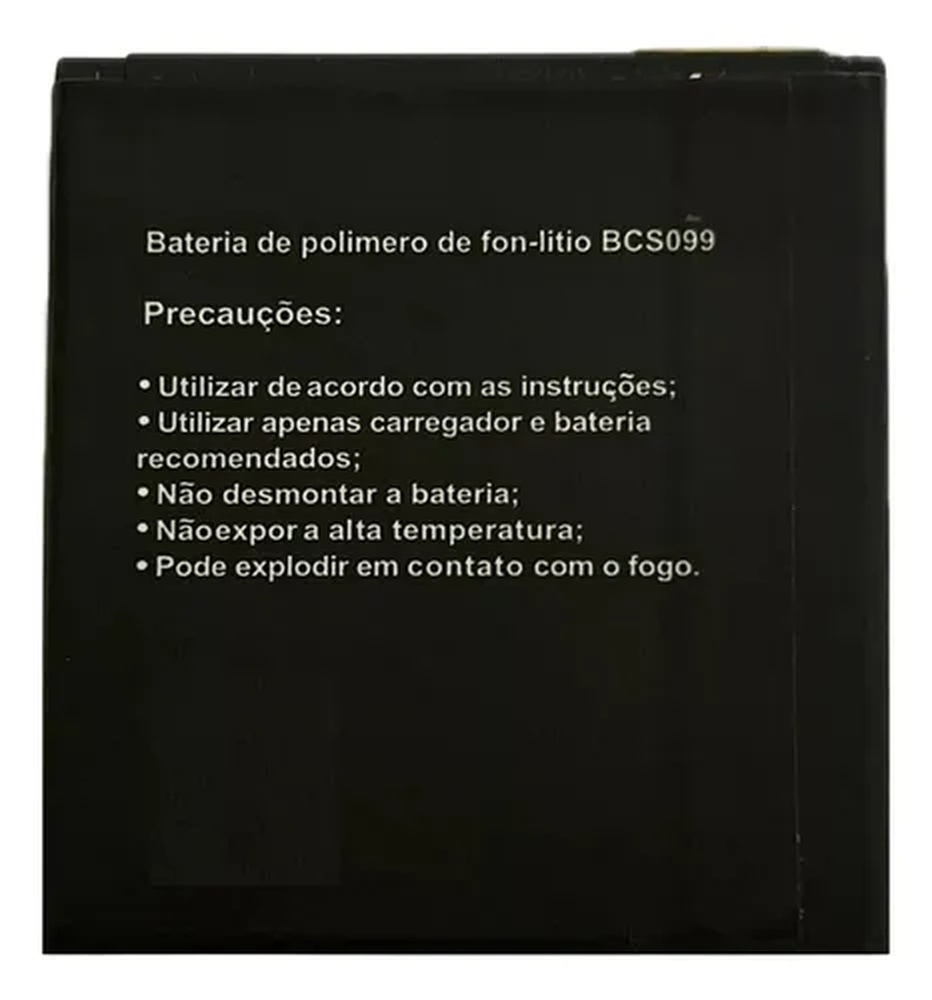 Bateria de polimero de fon-litio BCS099
Precauções:
• Utilizar de acordo com as instruções;
• Utilizar apenas carregador e bateria
recomendados;
• Não desmontar a bateria;
• Nãoexpor a alta temperatura;
• Pode explodir em contato com o fogo.